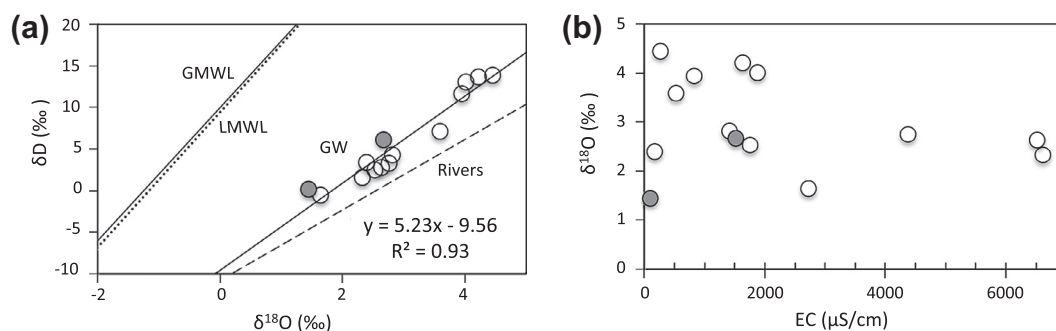 (a)
20
15
10
5
0
-5
-10
δD (‰)
GMWL
LMWL
GW
Rivers
y = 5.23x - 9.56
R² = 0.93
-2
0
2
4
δ¹⁸O (‰)
(b)
5
4
3
2
1
0
δ¹⁸O (‰)
0
2000
4000
6000
EC (µS/cm)